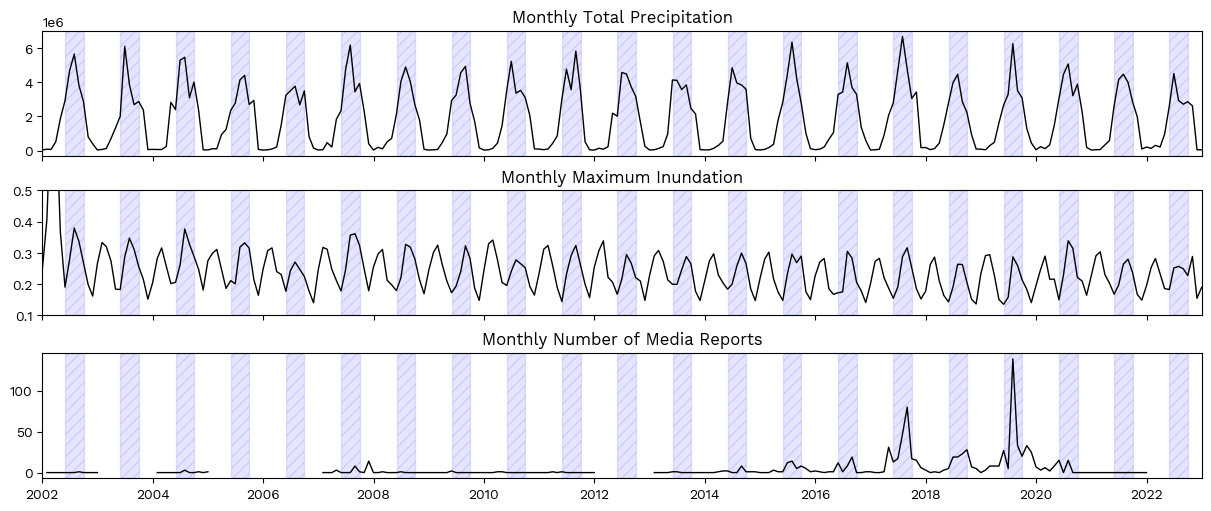 Monthly Total Precipitation
1e6
6
4
2
0
Monthly Maximum Inundation
0.5
0.4
0.3
0.2
0.1
Monthly Number of Media Reports
100
50
0
2002 2004 2006 2008 2010 2012 2014 2016 2018 2020 2022